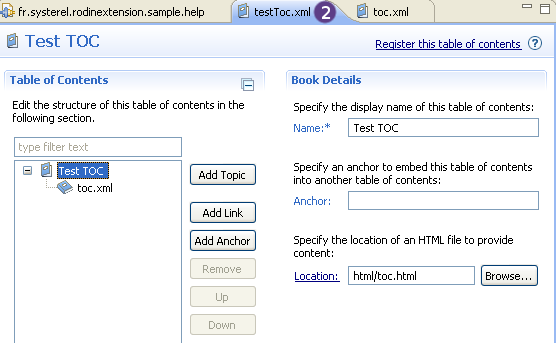 fr.systerel.rodinextension.sample.help
testToc.xml 2
toc.xml
Test TOC
Register this table of contents ?
Table of Contents
Edit the structure of this table of contents in the
following section.
type filter text
Test TOC
toc.xml
Add Topic
Add Link
Add Anchor
Remove
Up
Down
Book Details
Specify the display name of this table of contents:
Name:* Test TOC
Specify an anchor to embed this table of contents
into another table of contents:
Anchor:
Specify the location of an HTML file to provide
content:
Location: html/toc.html Browse...